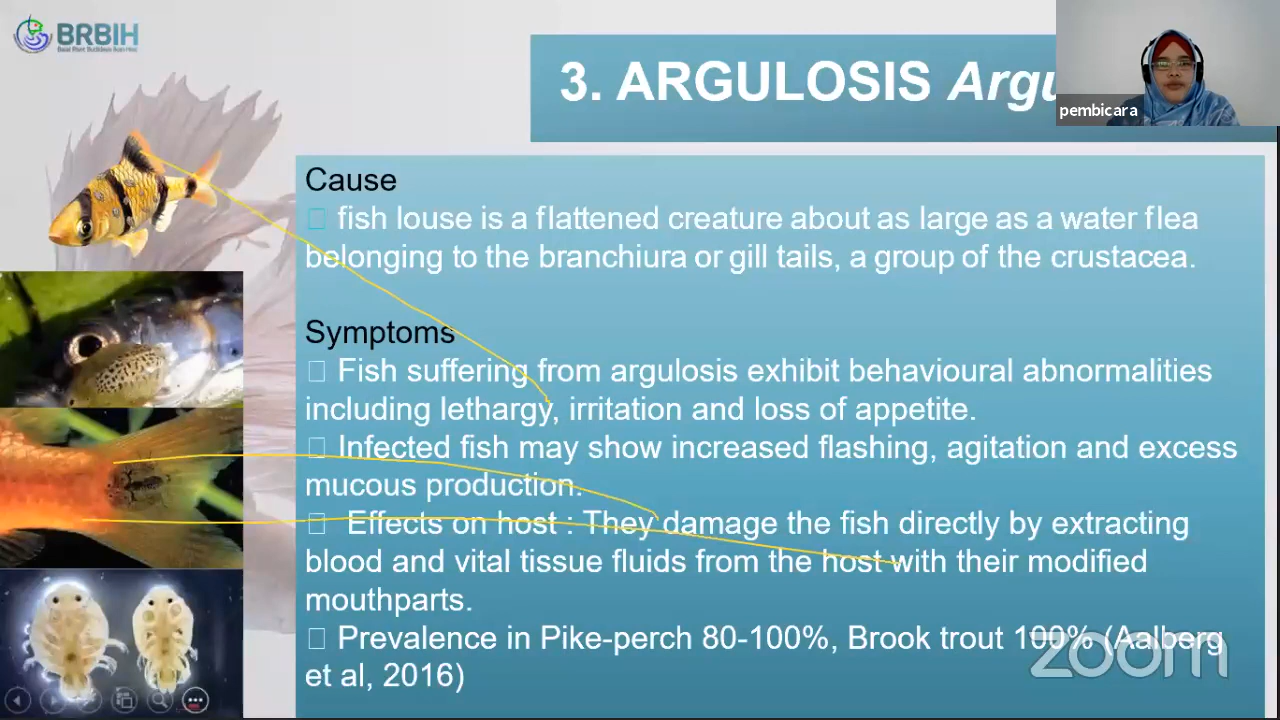 BRBIH
3. ARGULOSIS Argu
pembicara
Cause
fish louse is a flattened creature about as large as a water flea
belonging to the branchiura or gill tails, a group of the crustacea.
Symptoms
Fish suffering from argulosis exhibit behavioural abnormalities
including lethargy, irritation and loss of appetite.
Infected fish may show increased flashing, agitation and excess
mucous production.
Effects on host : They damage the fish directly by extracting
blood and vital tissue fluids from the host with their modified
mouthparts.
Prevalence in Pike-perch 80-100%, Brook trout 100% (Aalberg
et al, 2016)
zoom